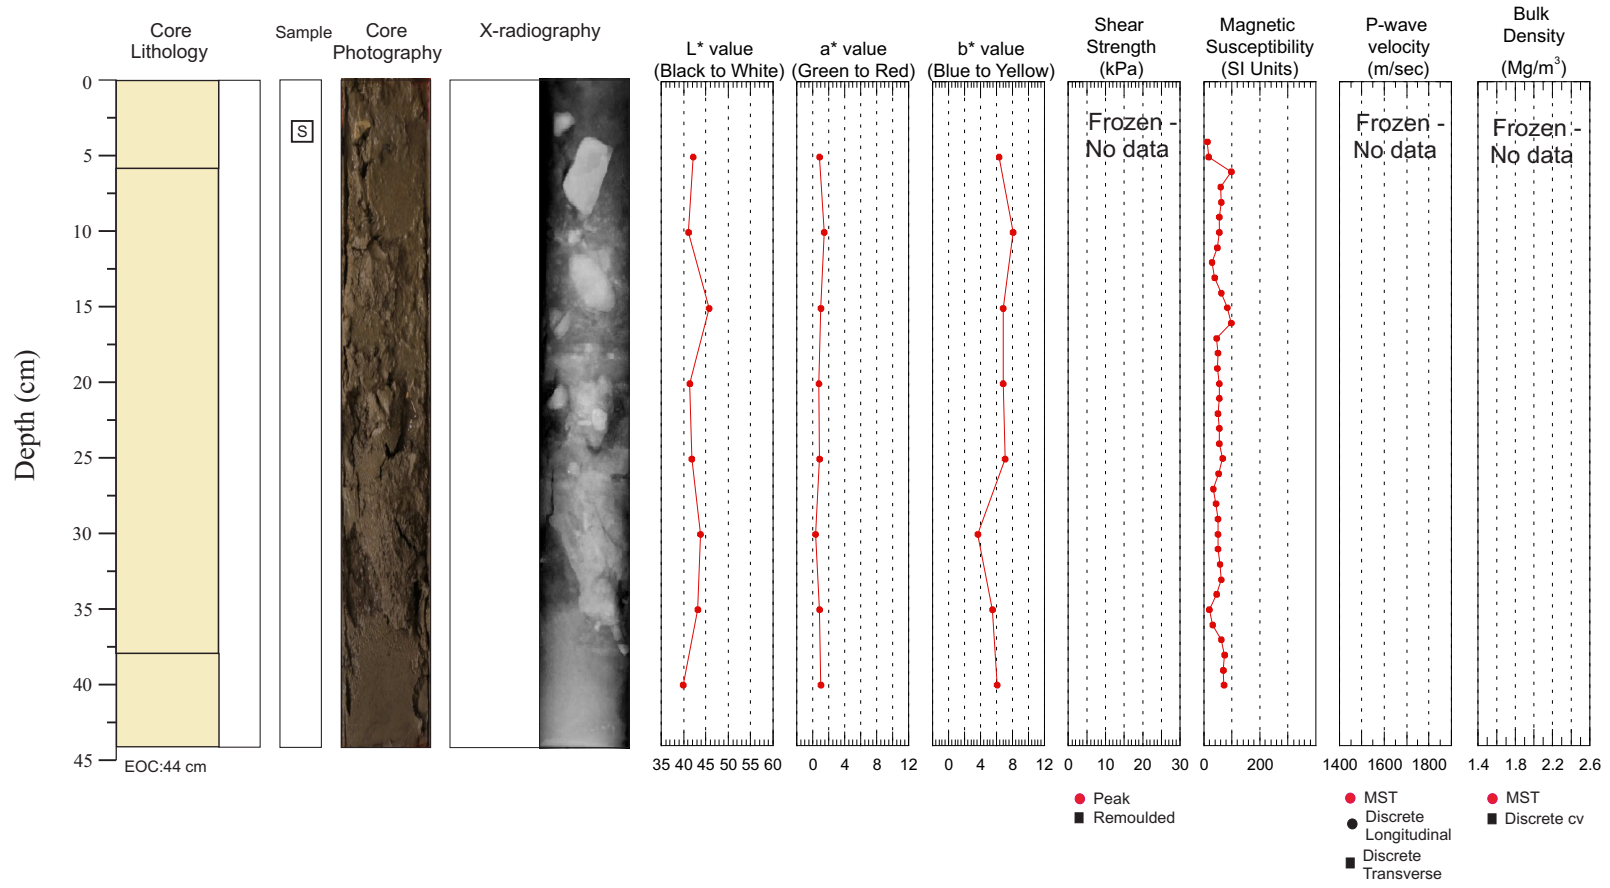 Core
Lithology
Sample
Core
Photography
X-radiography
L* value
(Black to White)
a* value
(Green to Red)
b* value
(Blue to Yellow)
Shear
Strength
(kPa)
Magnetic
Susceptibility
(SI Units)
P-wave
velocity
(m/sec)
Bulk
Density
(Mg/m³)
Depth (cm)
0
5
10
15
20
25
30
35
40
45
S
Frozen -
No data
Frozen -
No data
Frozen -
No data
EOC:44 cm
35 40 45 50 55 60
0 4 8 12
0 4 8 12
0 10 20 30
0 200
1400 1600 1800
1.4 1.8 2.2 2.6
Peak
Remoulded
MST
Discrete
Longitudinal
Discrete
Transverse
MST
Discrete cv